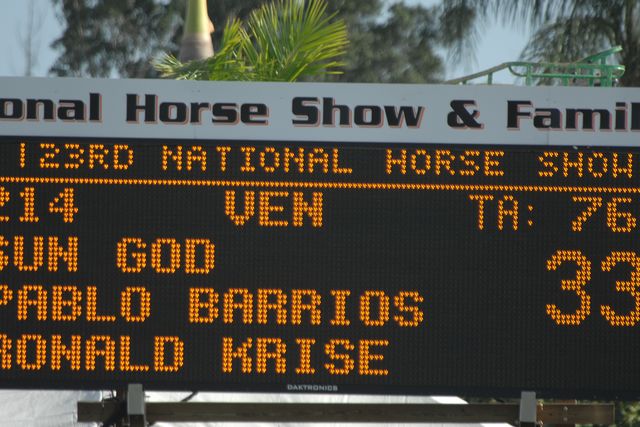 onal Horse Show & Famil
123RD NATIONAL HORSE SHOW
214 VEN TA: 76
SUN GOD 33
PABLO BARRIOS
RONALD KRISE
DAKTRONICS